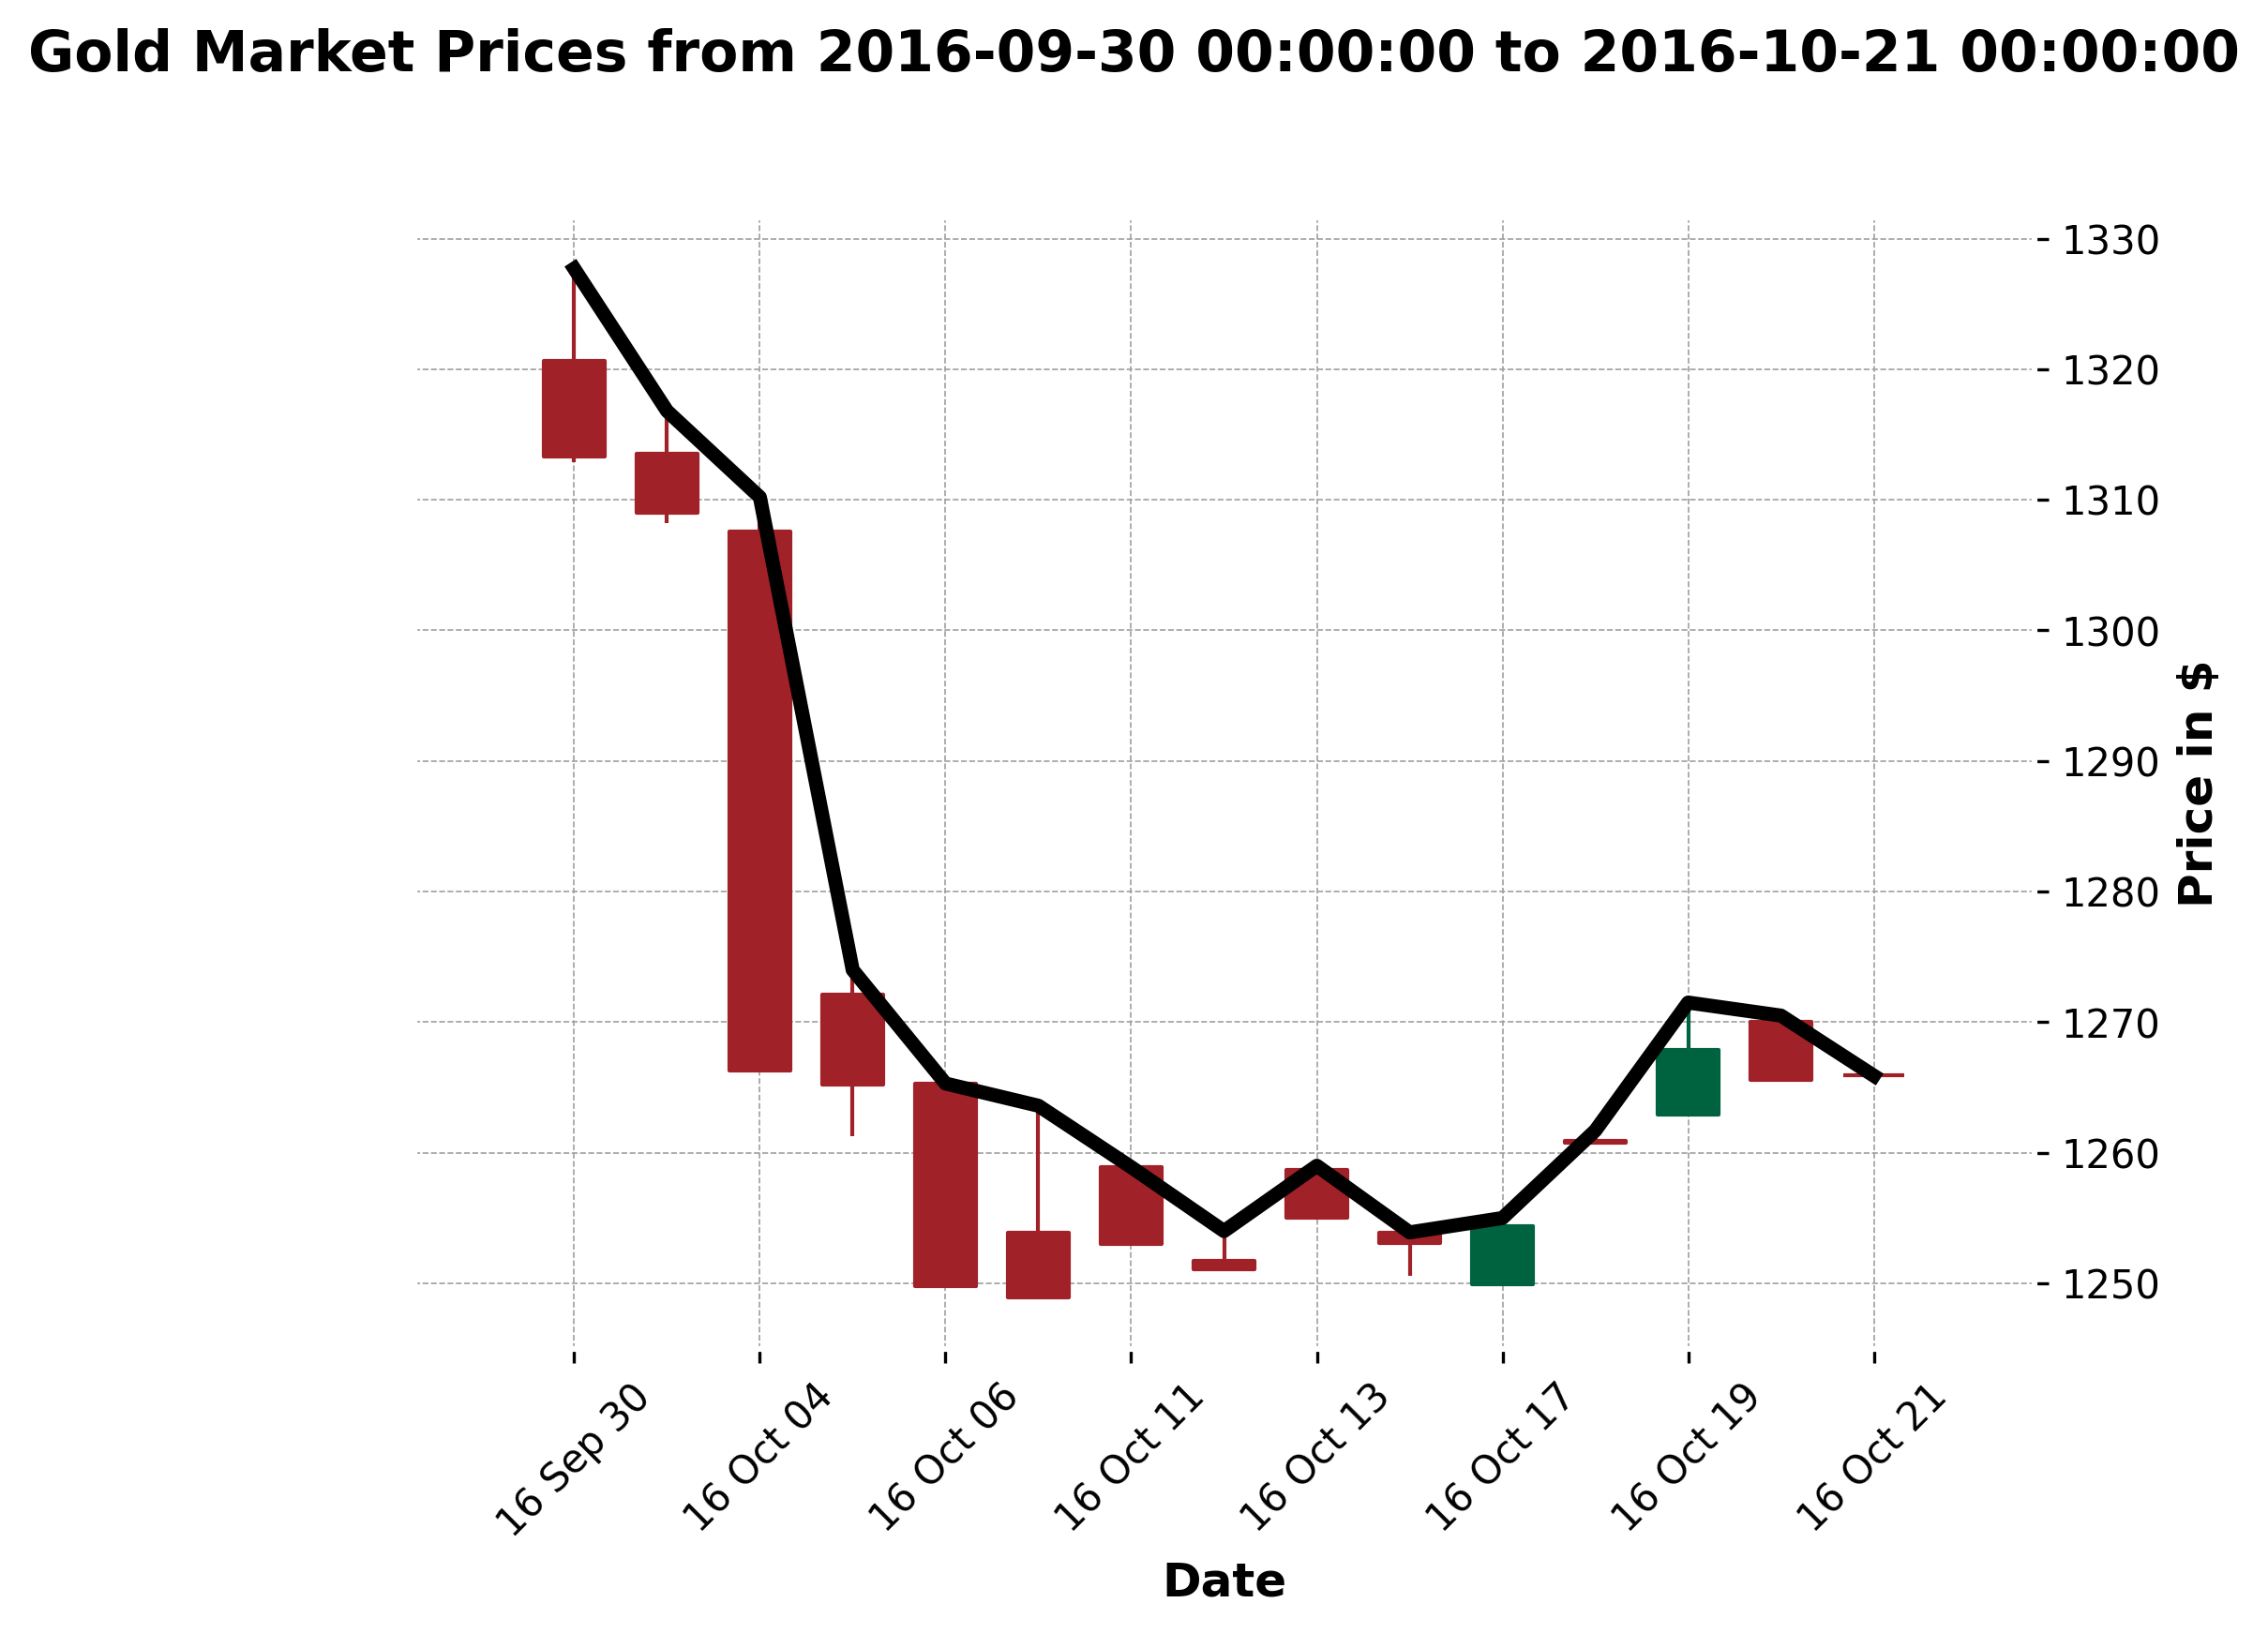 Gold Market Prices from 2016-09-30 00:00:00 to 2016-10-21 00:00:00
1330
1320
1310
1300
1290
1280
1270
1260
1250
Price in $
16 Sep 30
16 Oct 04
16 Oct 06
16 Oct 11
16 Oct 13
16 Oct 17
16 Oct 19
16 Oct 21
Date